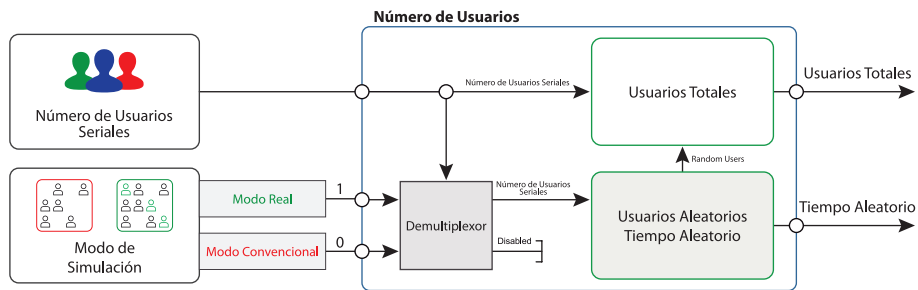 Número de Usuarios
Número de Usuarios
Seriales
Número de Usuarios Seriales
Usuarios Totales
Usuarios Totales
Random Users
Modo de
Simulación
Modo Real
1
Modo Convencional
0
Demultiplexor
Número de Usuarios
Seriales
Disabled
Usuarios Aleatorios
Tiempo Aleatorio
Tiempo Aleatorio